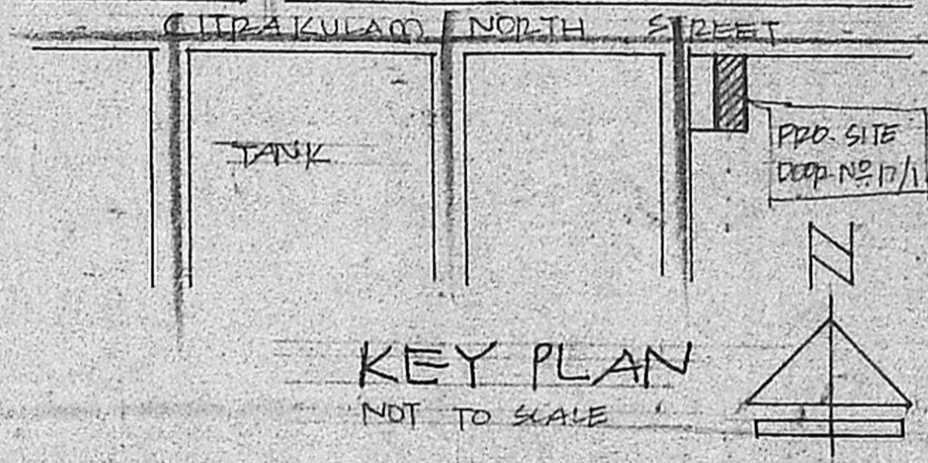 CITRAKULAM NORTH STREET
TANK
PRO. SITE
DOOR NO 17/1
N
KEY PLAN
NOT TO SCALE